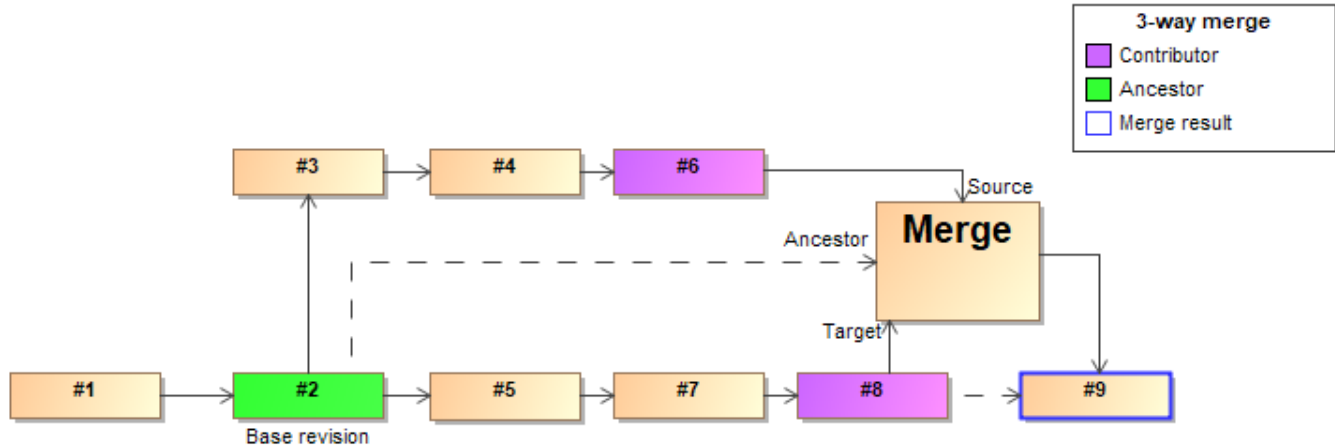 3-way merge
Contributor
Ancestor
Merge result
#3
#4
#6
Source
Merge
Ancestor
Target
#1
#2
#5
#7
#8
#9
Base revision